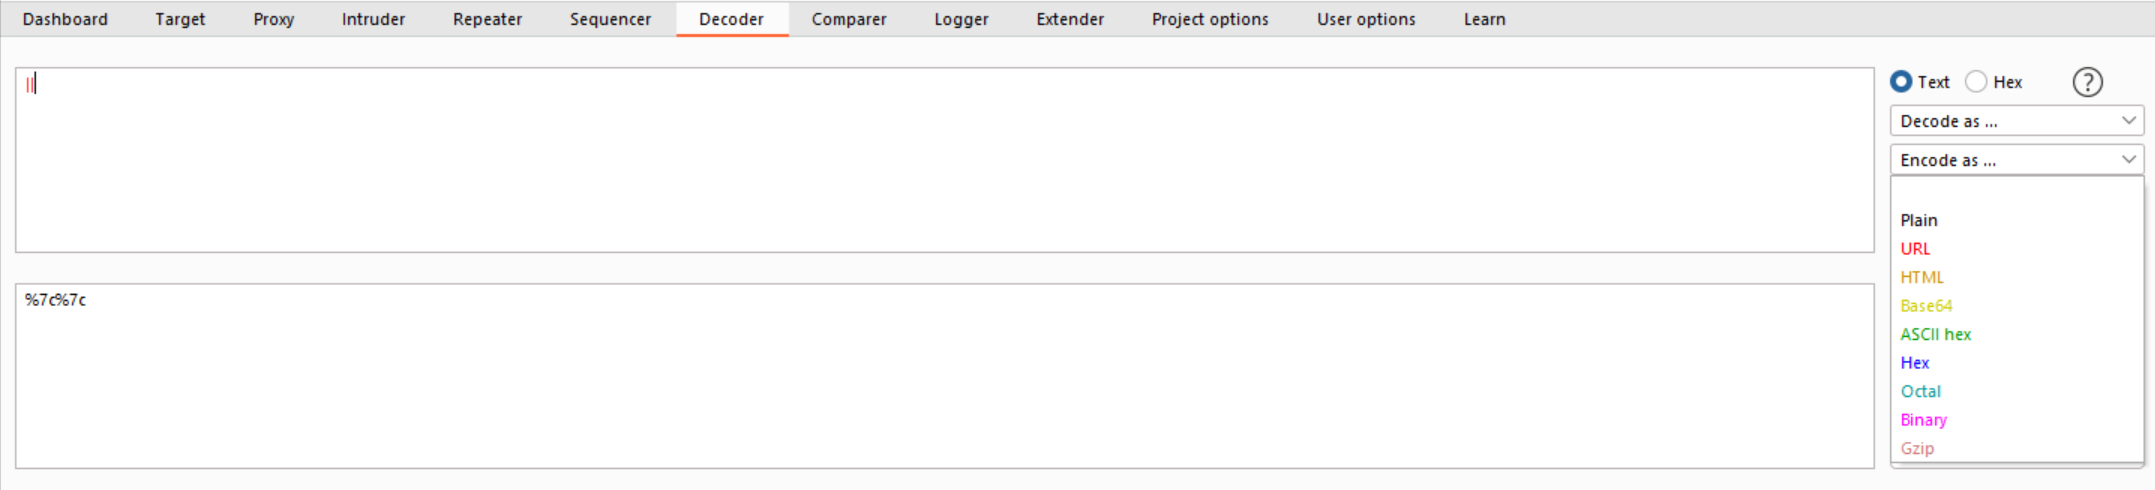 Dashboard Target Proxy Intruder Repeater Sequencer Decoder Comparer Logger Extender Project options User options Learn
||
Text Hex ?
Decode as ...
Encode as ...
Plain
URL
HTML
Base64
ASCII hex
Hex
Octal
Binary
Gzip
%7c%7c